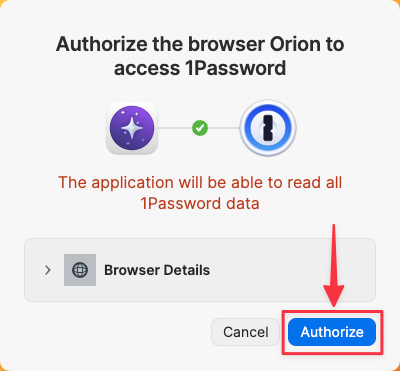 Authorize the browser Orion to
access 1Password
The application will be able to read all
1Password data
Browser Details
Cancel
Authorize